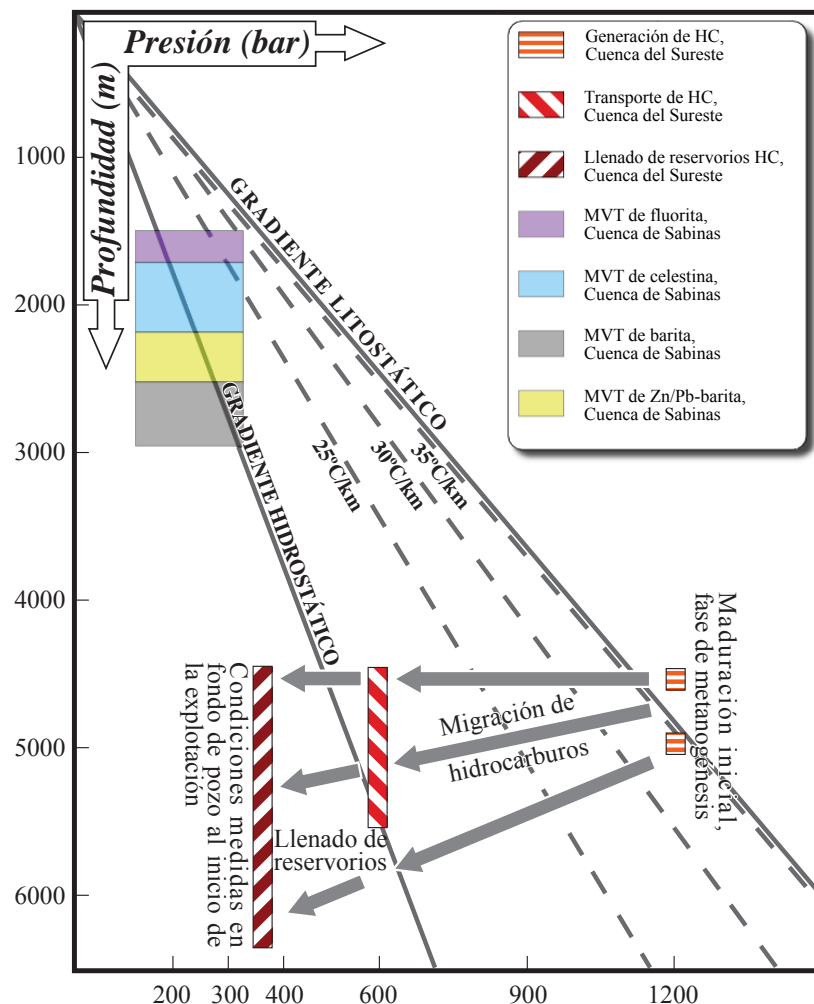 Presión (bar)
Profundidad (m)
Generación de HC,
Cuenca del Sureste
Transporte de HC,
Cuenca del Sureste
Llenado de reservorios HC,
Cuenca del Sureste
MVT de fluorita,
Cuenca de Sabinas
MVT de celestina,
Cuenca de Sabinas
MVT de barita,
Cuenca de Sabinas
MVT de Zn/Pb-barita,
Cuenca de Sabinas
1000
2000
3000
4000
5000
6000
GRADIENTE LITOSTÁTICO
GRADIENTE HIDROSTÁTICO
25ºC/km
30ºC/km
35ºC/km
Maduración inicial,
fase de metanogénesis
Migración de
hidrocarburos
Llenado de
reservorios
Condiciones medidas en
fondo de pozo al inicio de
la explotación
200 300 400 600 900 1200